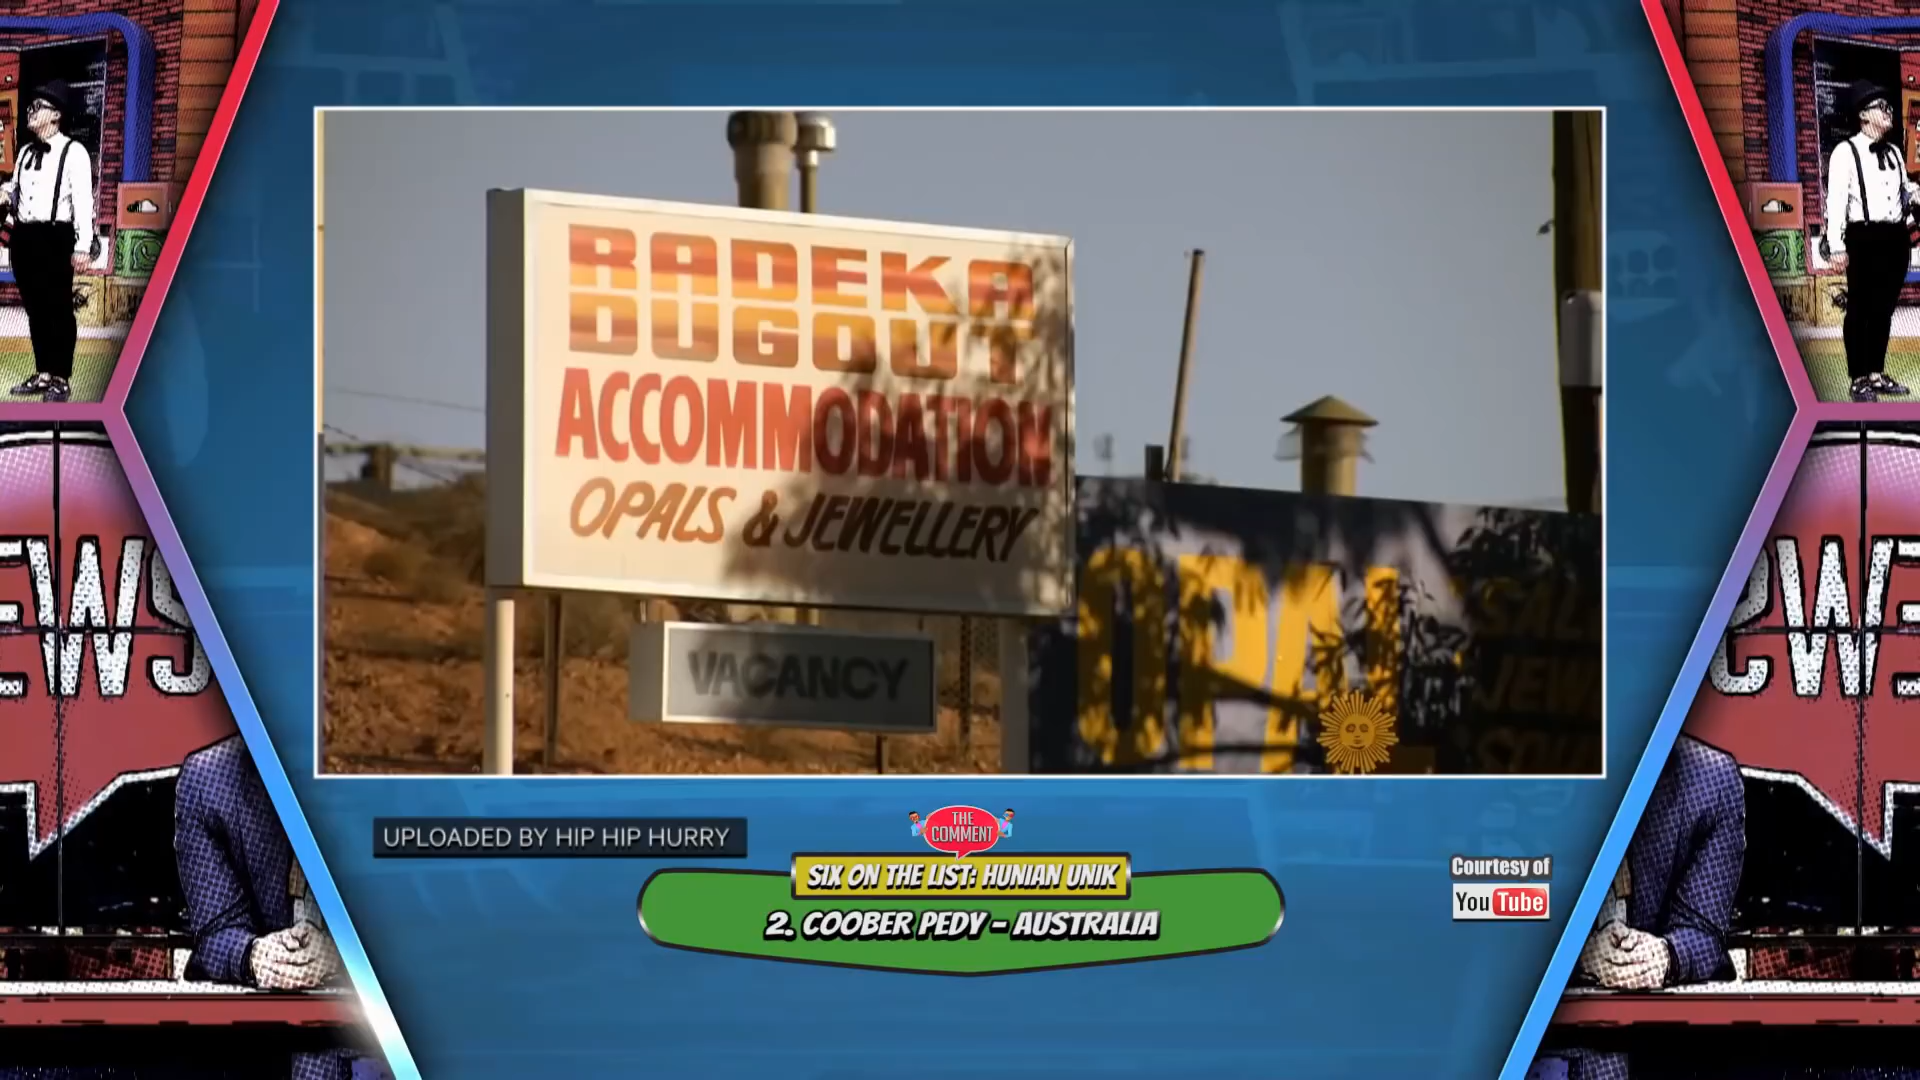 RADEKA
DUGOUT
ACCOMMODATION
OPALS & JEWELLERY
VACANCY
OPAL
UPLOADED BY HIP HIP HURRY
THE
COMMENT
SIX ON THE LIST: HUNIAN UNIK
2. COOBER PEDY - AUSTRALIA
Courtesy of
YouTube